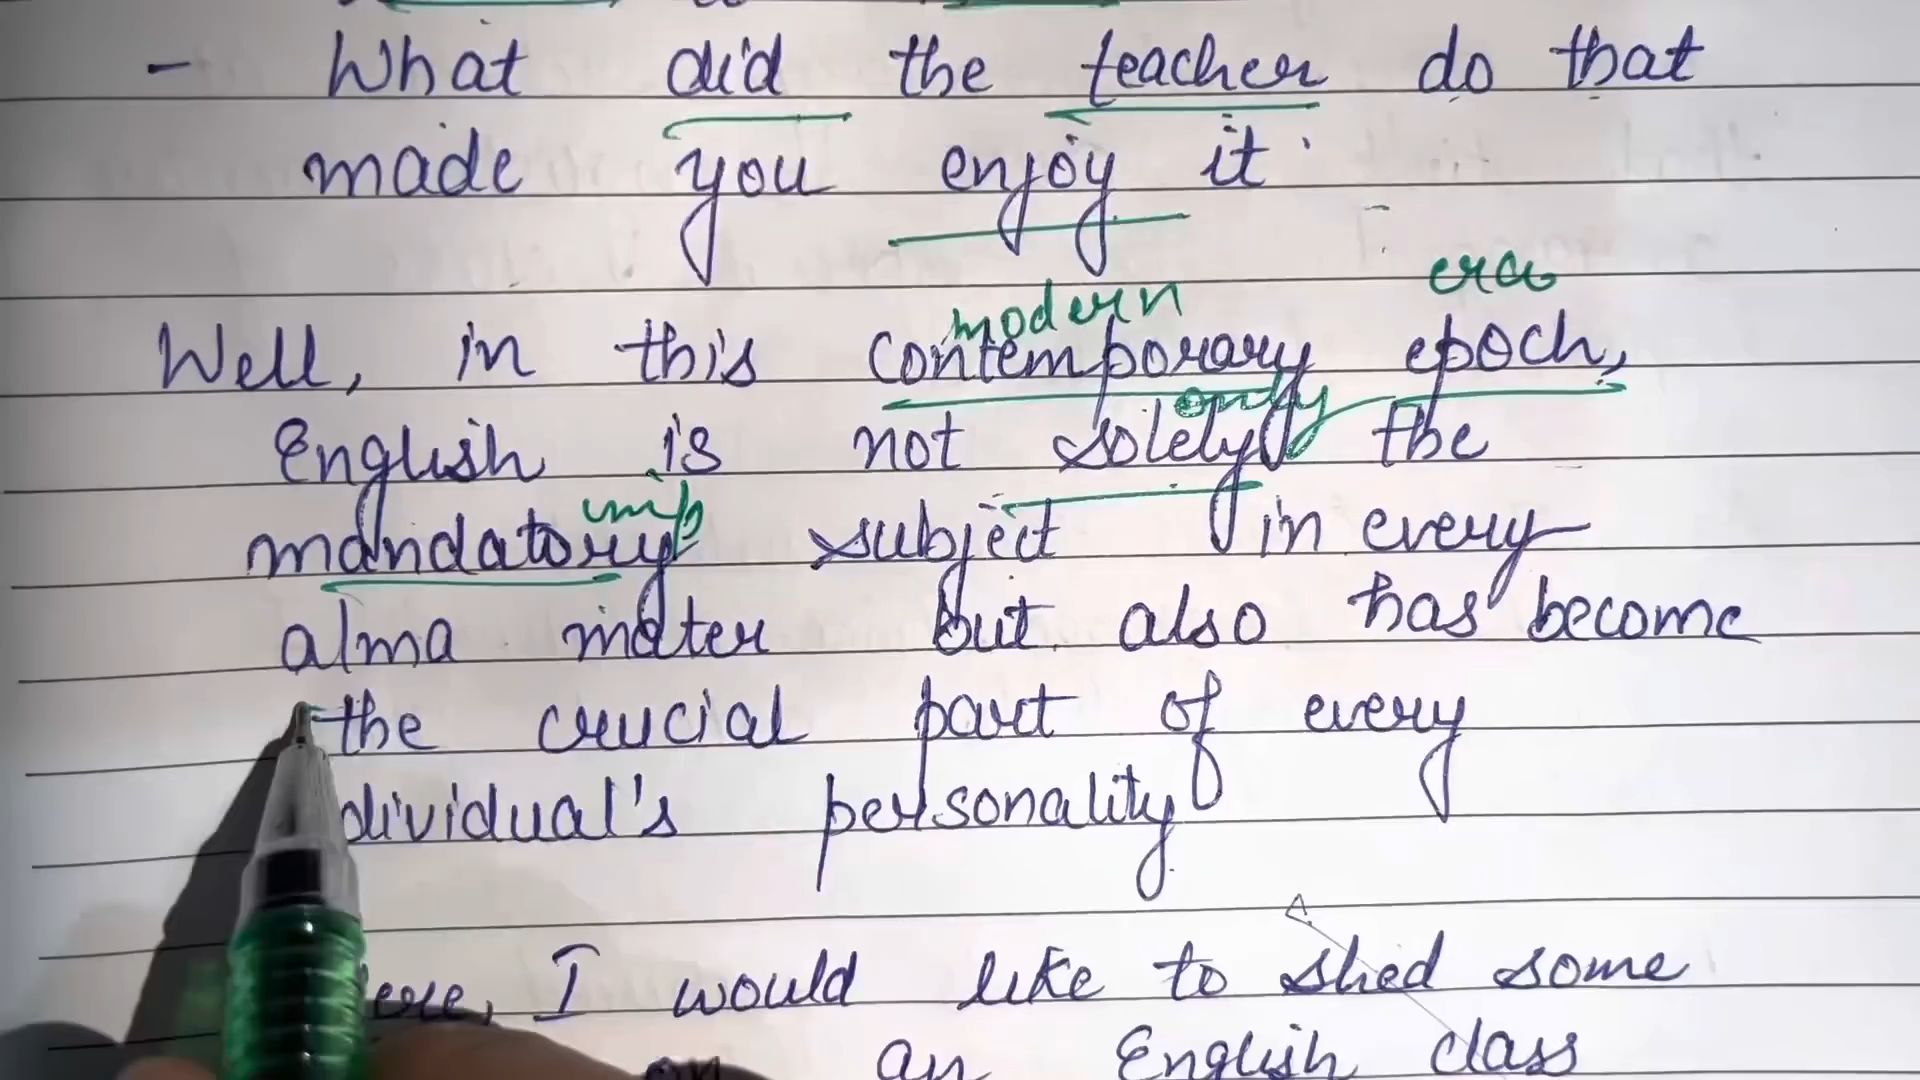 - What did the teacher do that
made you enjoy it.
modern era
Well, in this contemporary epoch,
only
English is not solely the
imp
mandatory subject in every
alma mater but also has become
the crucial part of every
dividual's personality
ere, I would like to shed some
on an English class